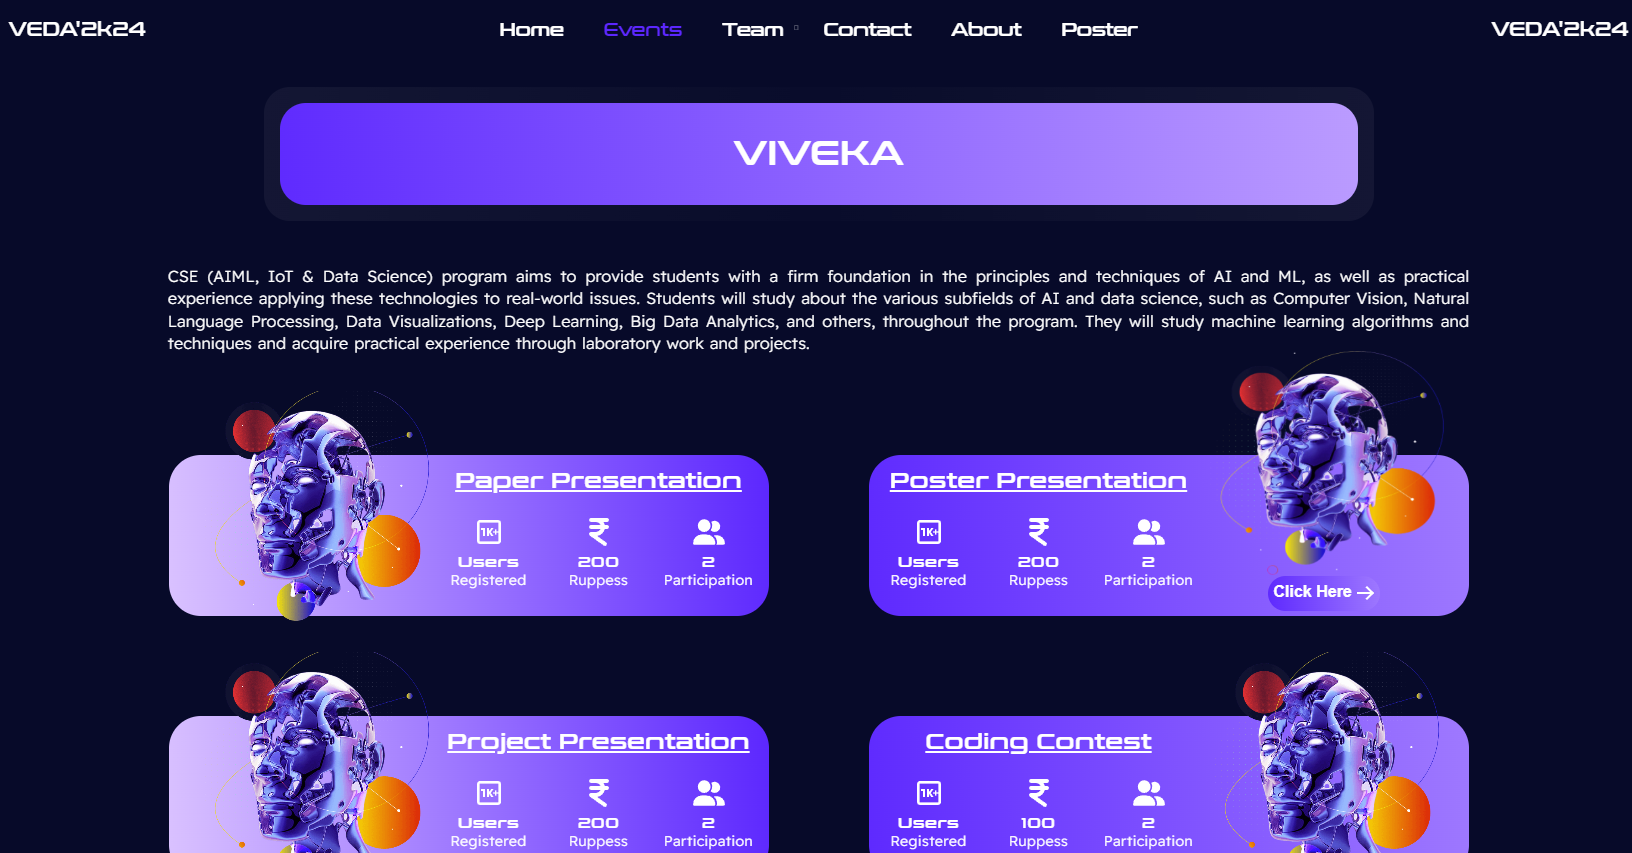 VEDA'2k24 Home Events Team Contact About Poster VEDA'2k24
VIVEKA
CSE (AIML, IoT & Data Science) program aims to provide students with a firm foundation in the principles and techniques of AI and ML, as well as practical
experience applying these technologies to real-world issues. Students will study about the various subfields of AI and data science, such as Computer Vision, Natural
Language Processing, Data Visualizations, Deep Learning, Big Data Analytics, and others, throughout the program. They will study machine learning algorithms and
techniques and acquire practical experience through laboratory work and projects.
Paper Presentation
1K+ ₹
Users 200 2
Registered Ruppess Participation
Poster Presentation
1K+ ₹
Users 200 2
Registered Ruppess Participation
Click Here
Project Presentation
1K+ ₹
Users 200 2
Registered Ruppess Participation
Coding Contest
1K+ ₹
Users 100 2
Registered Ruppess Participation